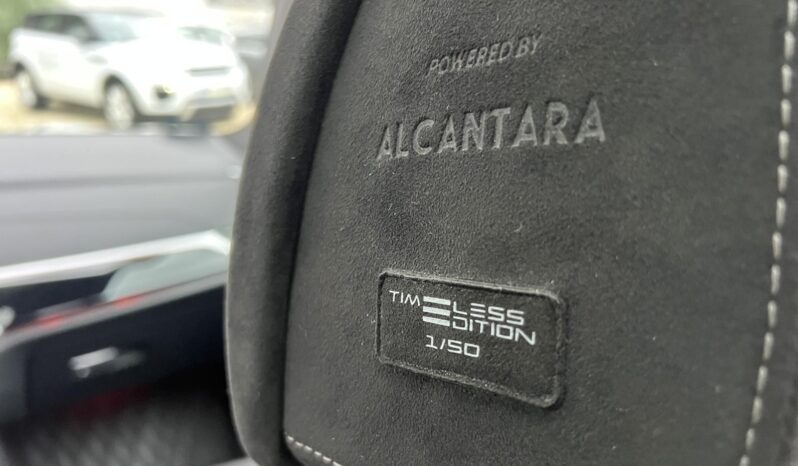 POWERED BY
ALCANTARA
TIMELESS
EDITION
1/50